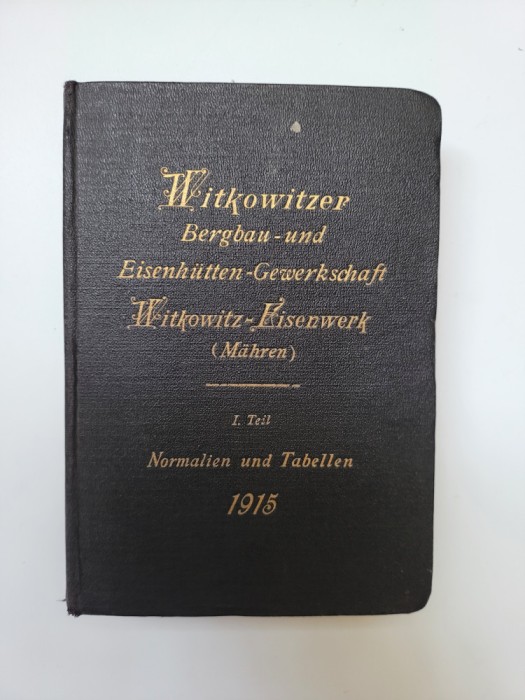 Witkowitzer
Bergbau-und
Eisenhütten-Gewerkschaft
Witkowitz-Eisenwerk
(Mähren)
I. Teil
Normalien und Tabellen
1915